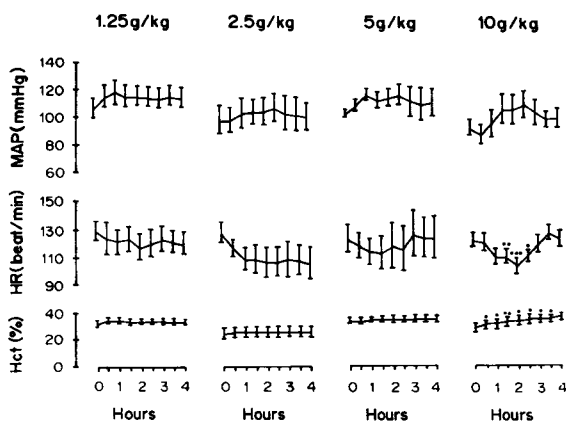 1.25g/kg 2.5g/kg 5g/kg 10g/kg
MAP(mmHg)
140
120
100
80
60
HR(beat/min)
150
130
110
90
Hct (%)
40
20
0
0 1 2 3 4 0 1 2 3 4 0 1 2 3 4 0 1 2 3 4
Hours Hours Hours Hours